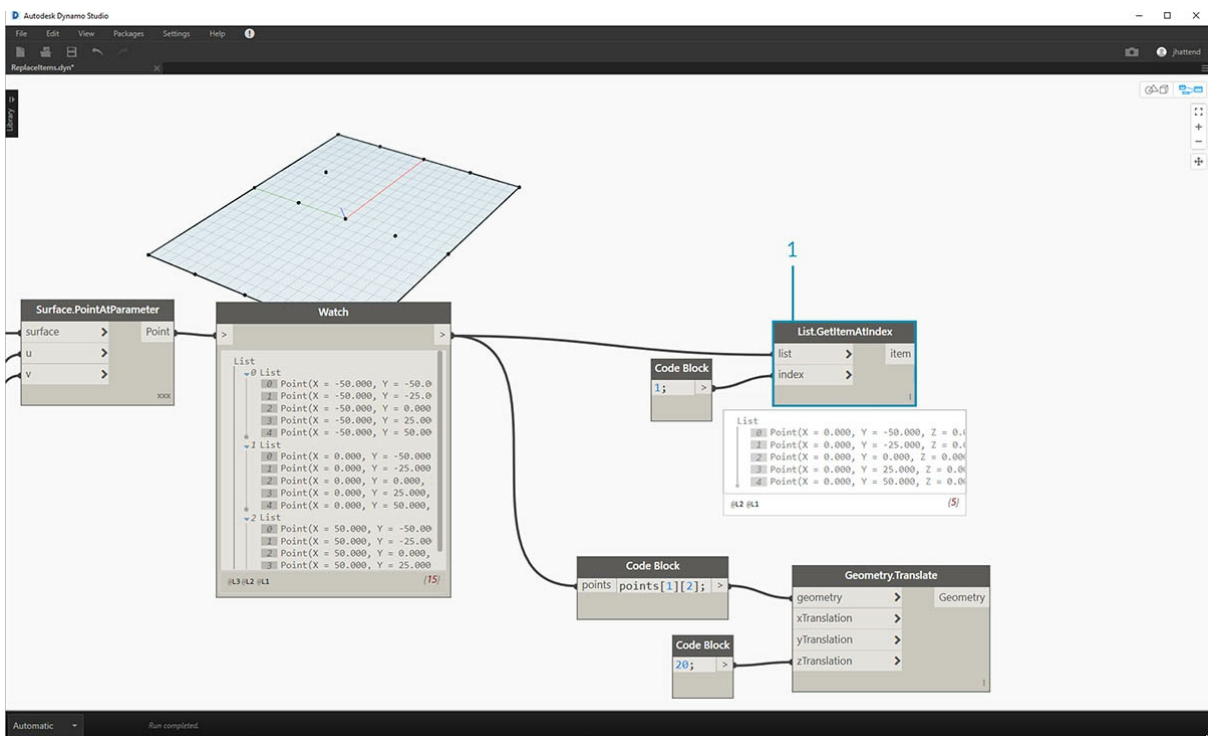 Autodesk Dynamo Studio
File Edit View Packages Settings Help
jhattend
ReplaceItems.dyn*
Library
1
Surface.PointAtParameter
surface > Point
u >
v >
xxx
Watch
> >
List
0 List
0 Point(X = -50.000, Y = -50.0
1 Point(X = -50.000, Y = -25.0
2 Point(X = -50.000, Y = 0.000
3 Point(X = -50.000, Y = 25.00
4 Point(X = -50.000, Y = 50.00
1 List
0 Point(X = 0.000, Y = -50.000
1 Point(X = 0.000, Y = -25.000
2 Point(X = 0.000, Y = 0.000,
3 Point(X = 0.000, Y = 25.000,
4 Point(X = 0.000, Y = 50.000,
2 List
0 Point(X = 50.000, Y = -50.00
1 Point(X = 50.000, Y = -25.00
2 Point(X = 50.000, Y = 0.000,
3 Point(X = 50.000, Y = 25.000
@L3 @L2 @L1 {15}
List.GetItemAtIndex
list > item
index >
l
Code Block
1; >
List
0 Point(X = 0.000, Y = -50.000, Z = 0.0
1 Point(X = 0.000, Y = -25.000, Z = 0.0
2 Point(X = 0.000, Y = 0.000, Z = 0.00
3 Point(X = 0.000, Y = 25.000, Z = 0.00
4 Point(X = 0.000, Y = 50.000, Z = 0.00
@L2 @L1 {5}
Code Block
points points[1][2]; >
Geometry.Translate
geometry > Geometry
xTranslation >
yTranslation >
zTranslation >
l
Code Block
20; >
Automatic Run completed.